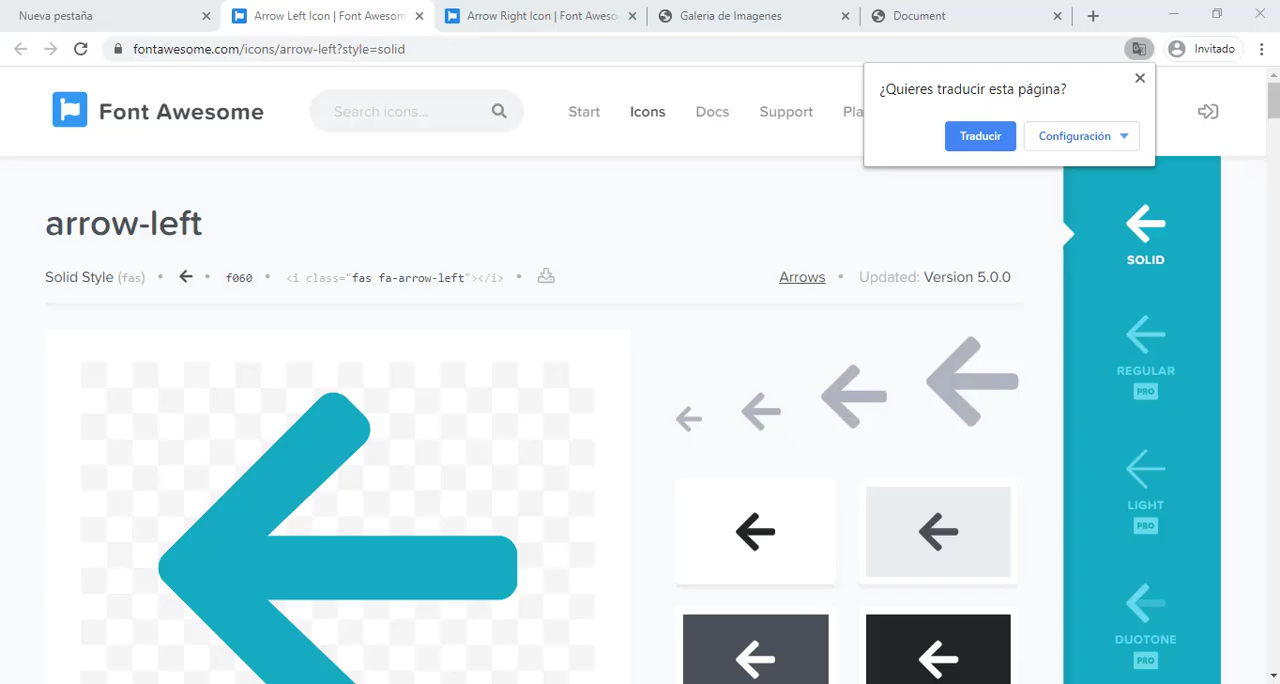 Nueva pestaña
Arrow Left Icon | Font Awesom
Arrow Right Icon | Font Aweso
Galeria de Imagenes
Document
fontawesome.com/icons/arrow-left?style=solid
Invitado
¿Quieres traducir esta página?
Traducir
Configuración
Font Awesome
Search icons...
Start
Icons
Docs
Support
Pla
arrow-left
Solid Style (fas)
f060
<i class="fas fa-arrow-left"></i>
Arrows
Updated: Version 5.0.0
SOLID
REGULAR
PRO
LIGHT
PRO
DUOTONE
PRO